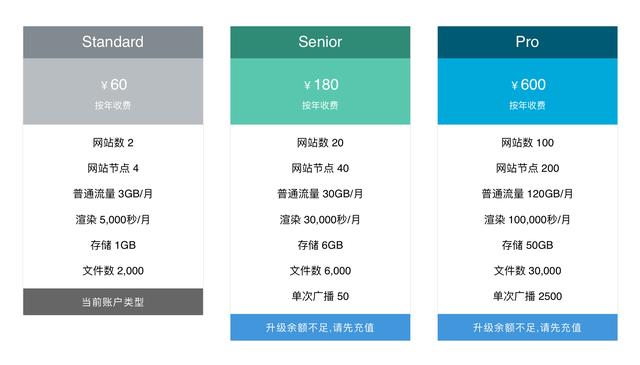 Standard
¥ 60
按年收费
网站数 2
网站节点 4
普通流量 3GB/月
渲染 5,000秒/月
存储 1GB
文件数 2,000
当前账户类型
Senior
¥ 180
按年收费
网站数 20
网站节点 40
普通流量 30GB/月
渲染 30,000秒/月
存储 6GB
文件数 6,000
单次广播 50
升级余额不足,请先充值
Pro
¥ 600
按年收费
网站数 100
网站节点 200
普通流量 120GB/月
渲染 100,000秒/月
存储 50GB
文件数 30,000
单次广播 2500
升级余额不足,请先充值